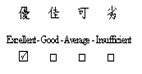 優 佳 可 劣
Excellent - Good - Average - Insufficient
☑ □ □ □